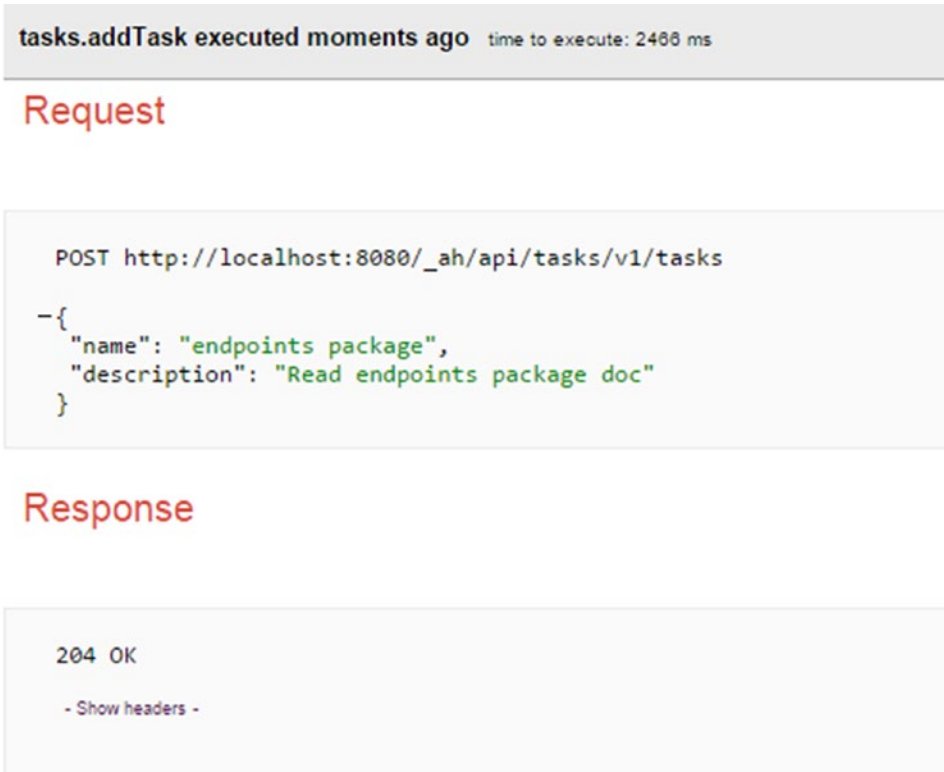 tasks.addTask executed moments ago time to execute: 2466 ms
Request
POST http://localhost:8080/_ah/api/tasks/v1/tasks
-{
"name": "endpoints package",
"description": "Read endpoints package doc"
}
Response
204 OK
- Show headers -